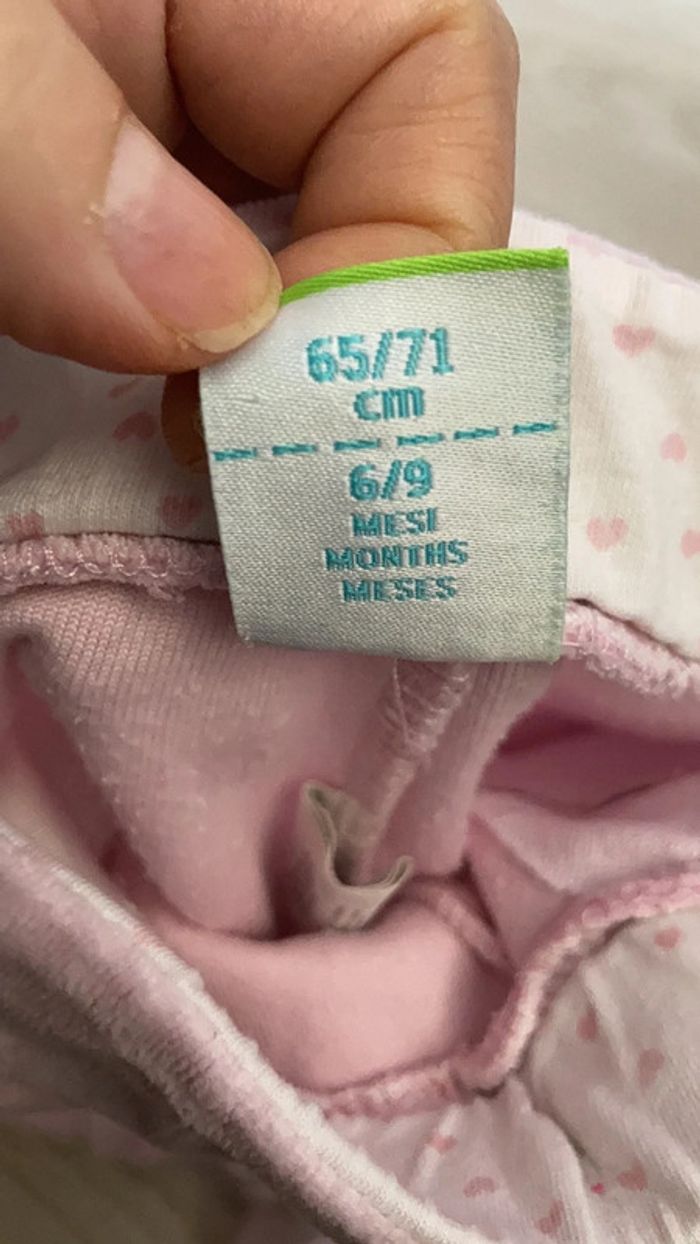 65/71
cm
6/9
MESI
MONTHS
MESES